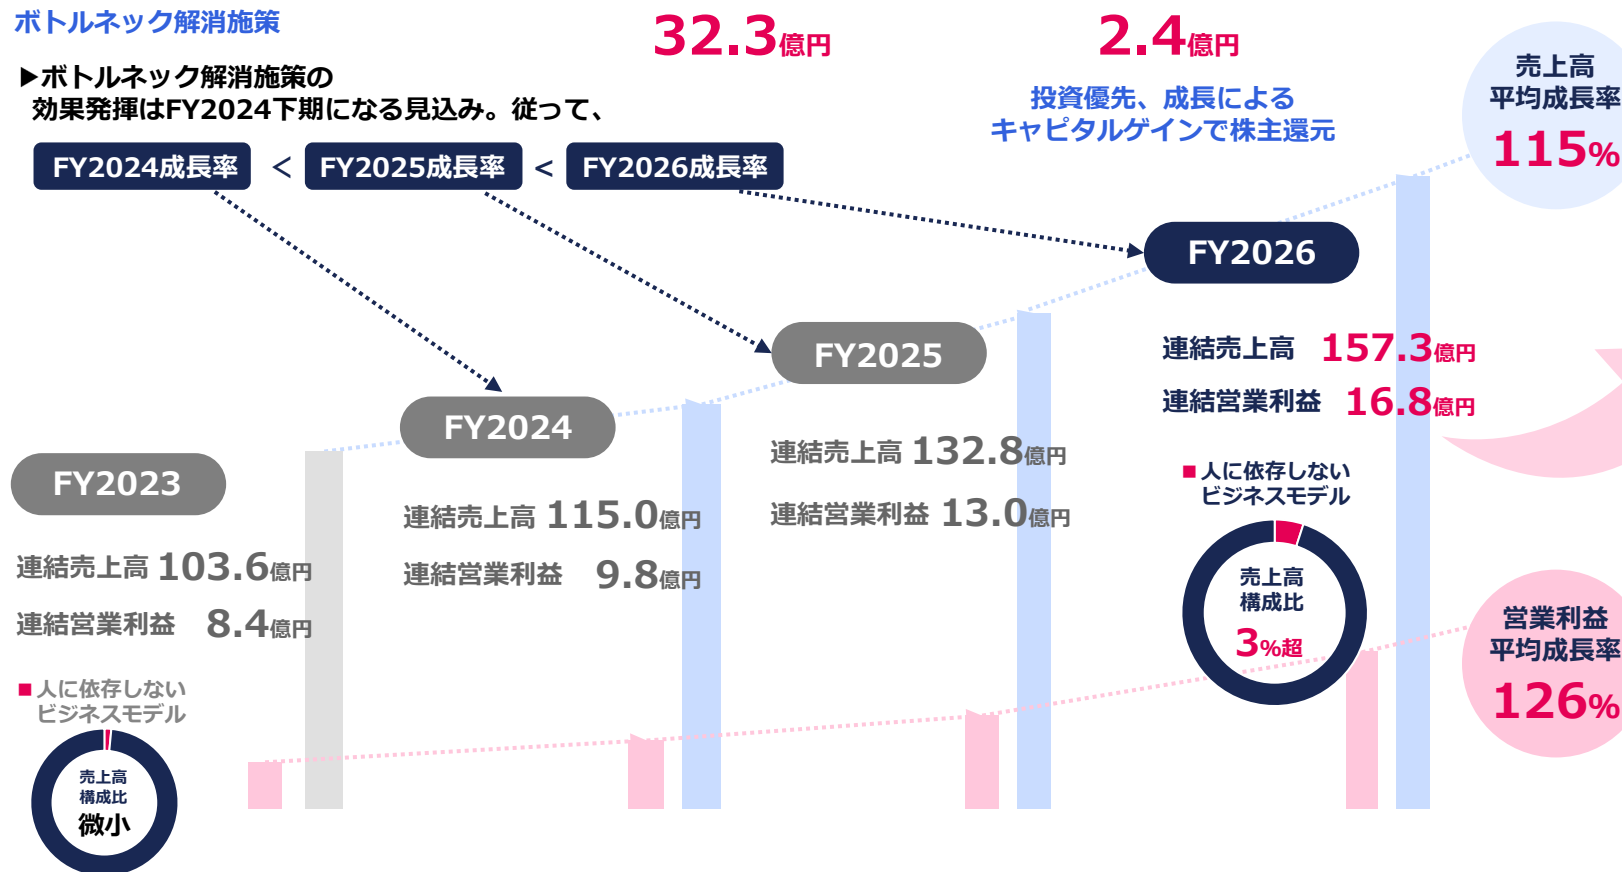 ボトルネック解消施策
32.3億円
2.4億円
▶ボトルネック解消施策の
効果発揮はFY2024下期になる見込み。従って、
投資優先、成長による
キャピタルゲインで株主還元
FY2024成長率 < FY2025成長率 < FY2026成長率
売上高
平均成長率
115%
FY2026
連結売上高 157.3億円
連結営業利益 16.8億円
■人に依存しない
ビジネスモデル
売上高
構成比
3%超
FY2025
連結売上高 132.8億円
連結営業利益 13.0億円
FY2024
連結売上高 115.0億円
連結営業利益 9.8億円
FY2023
連結売上高 103.6億円
連結営業利益 8.4億円
■人に依存しない
ビジネスモデル
売上高
構成比
微小
営業利益
平均成長率
126%